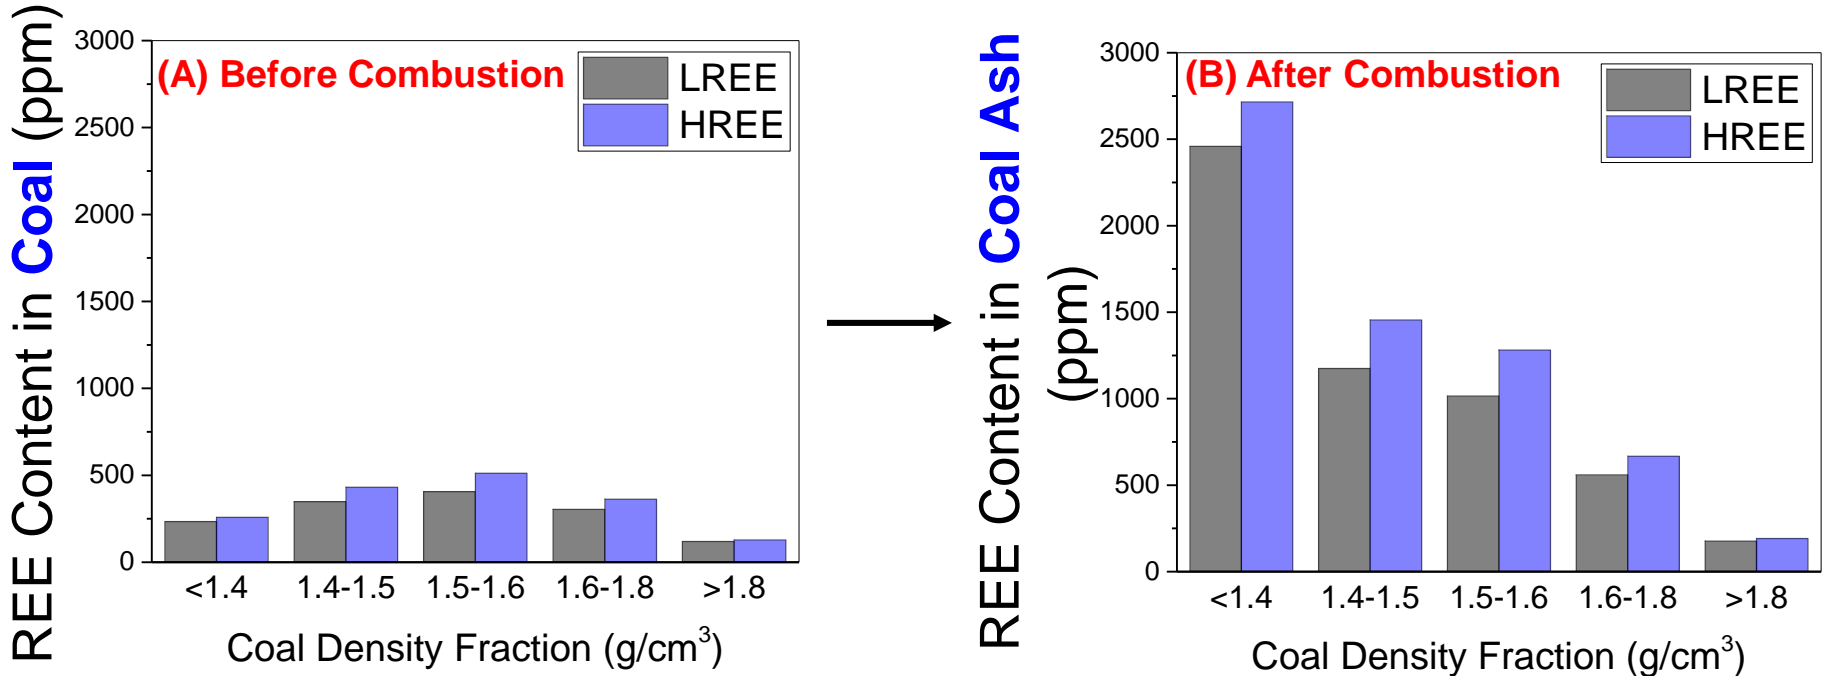 REE Content in Coal (ppm)
3000
2500
2000
1500
1000
500
0
(A) Before Combustion
LREE
HREE
<1.4 1.4-1.5 1.5-1.6 1.6-1.8 >1.8
Coal Density Fraction (g/cm³)
REE Content in Coal Ash
(ppm)
3000
2500
2000
1500
1000
500
0
(B) After Combustion
LREE
HREE
<1.4 1.4-1.5 1.5-1.6 1.6-1.8 >1.8
Coal Density Fraction (g/cm³)